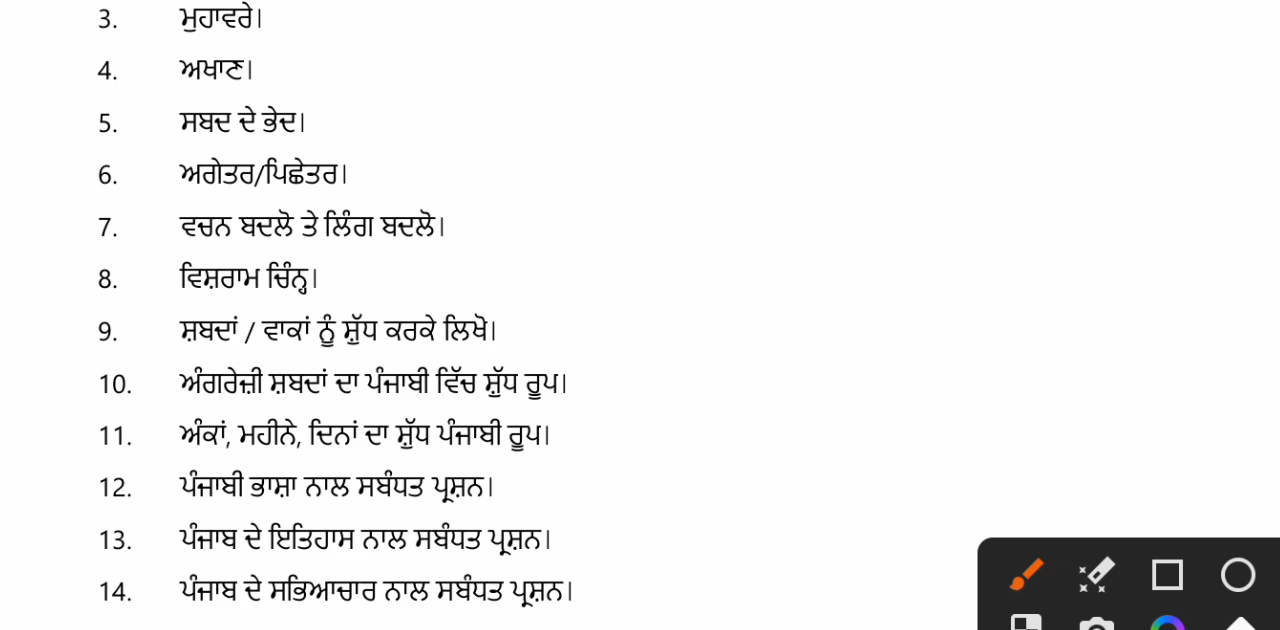 3. ਮੁਹਾਵਰੇ।
4. ਅਖਾਣ।
5. ਸਬਦ ਦੇ ਭੇਦ।
6. ਅਗੇਤਰ/ਪਿਛੇਤਰ।
7. ਵਚਨ ਬਦਲੋ ਤੇ ਲਿੰਗ ਬਦਲੋ।
8. ਵਿਸ਼ਰਾਮ ਚਿੰਨ੍ਹ।
9. ਸ਼ਬਦਾਂ / ਵਾਕਾਂ ਨੂੰ ਸ਼ੁੱਧ ਕਰਕੇ ਲਿਖੋ।
10. ਅੰਗਰੇਜ਼ੀ ਸ਼ਬਦਾਂ ਦਾ ਪੰਜਾਬੀ ਵਿੱਚ ਸ਼ੁੱਧ ਰੂਪ।
11. ਅੰਕਾਂ, ਮਹੀਨੇ, ਦਿਨਾਂ ਦਾ ਸ਼ੁੱਧ ਪੰਜਾਬੀ ਰੂਪ।
12. ਪੰਜਾਬੀ ਭਾਸ਼ਾ ਨਾਲ ਸਬੰਧਤ ਪ੍ਰਸ਼ਨ।
13. ਪੰਜਾਬ ਦੇ ਇਤਿਹਾਸ ਨਾਲ ਸਬੰਧਤ ਪ੍ਰਸ਼ਨ।
14. ਪੰਜਾਬ ਦੇ ਸਭਿਆਚਾਰ ਨਾਲ ਸਬੰਧਤ ਪ੍ਰਸ਼ਨ।